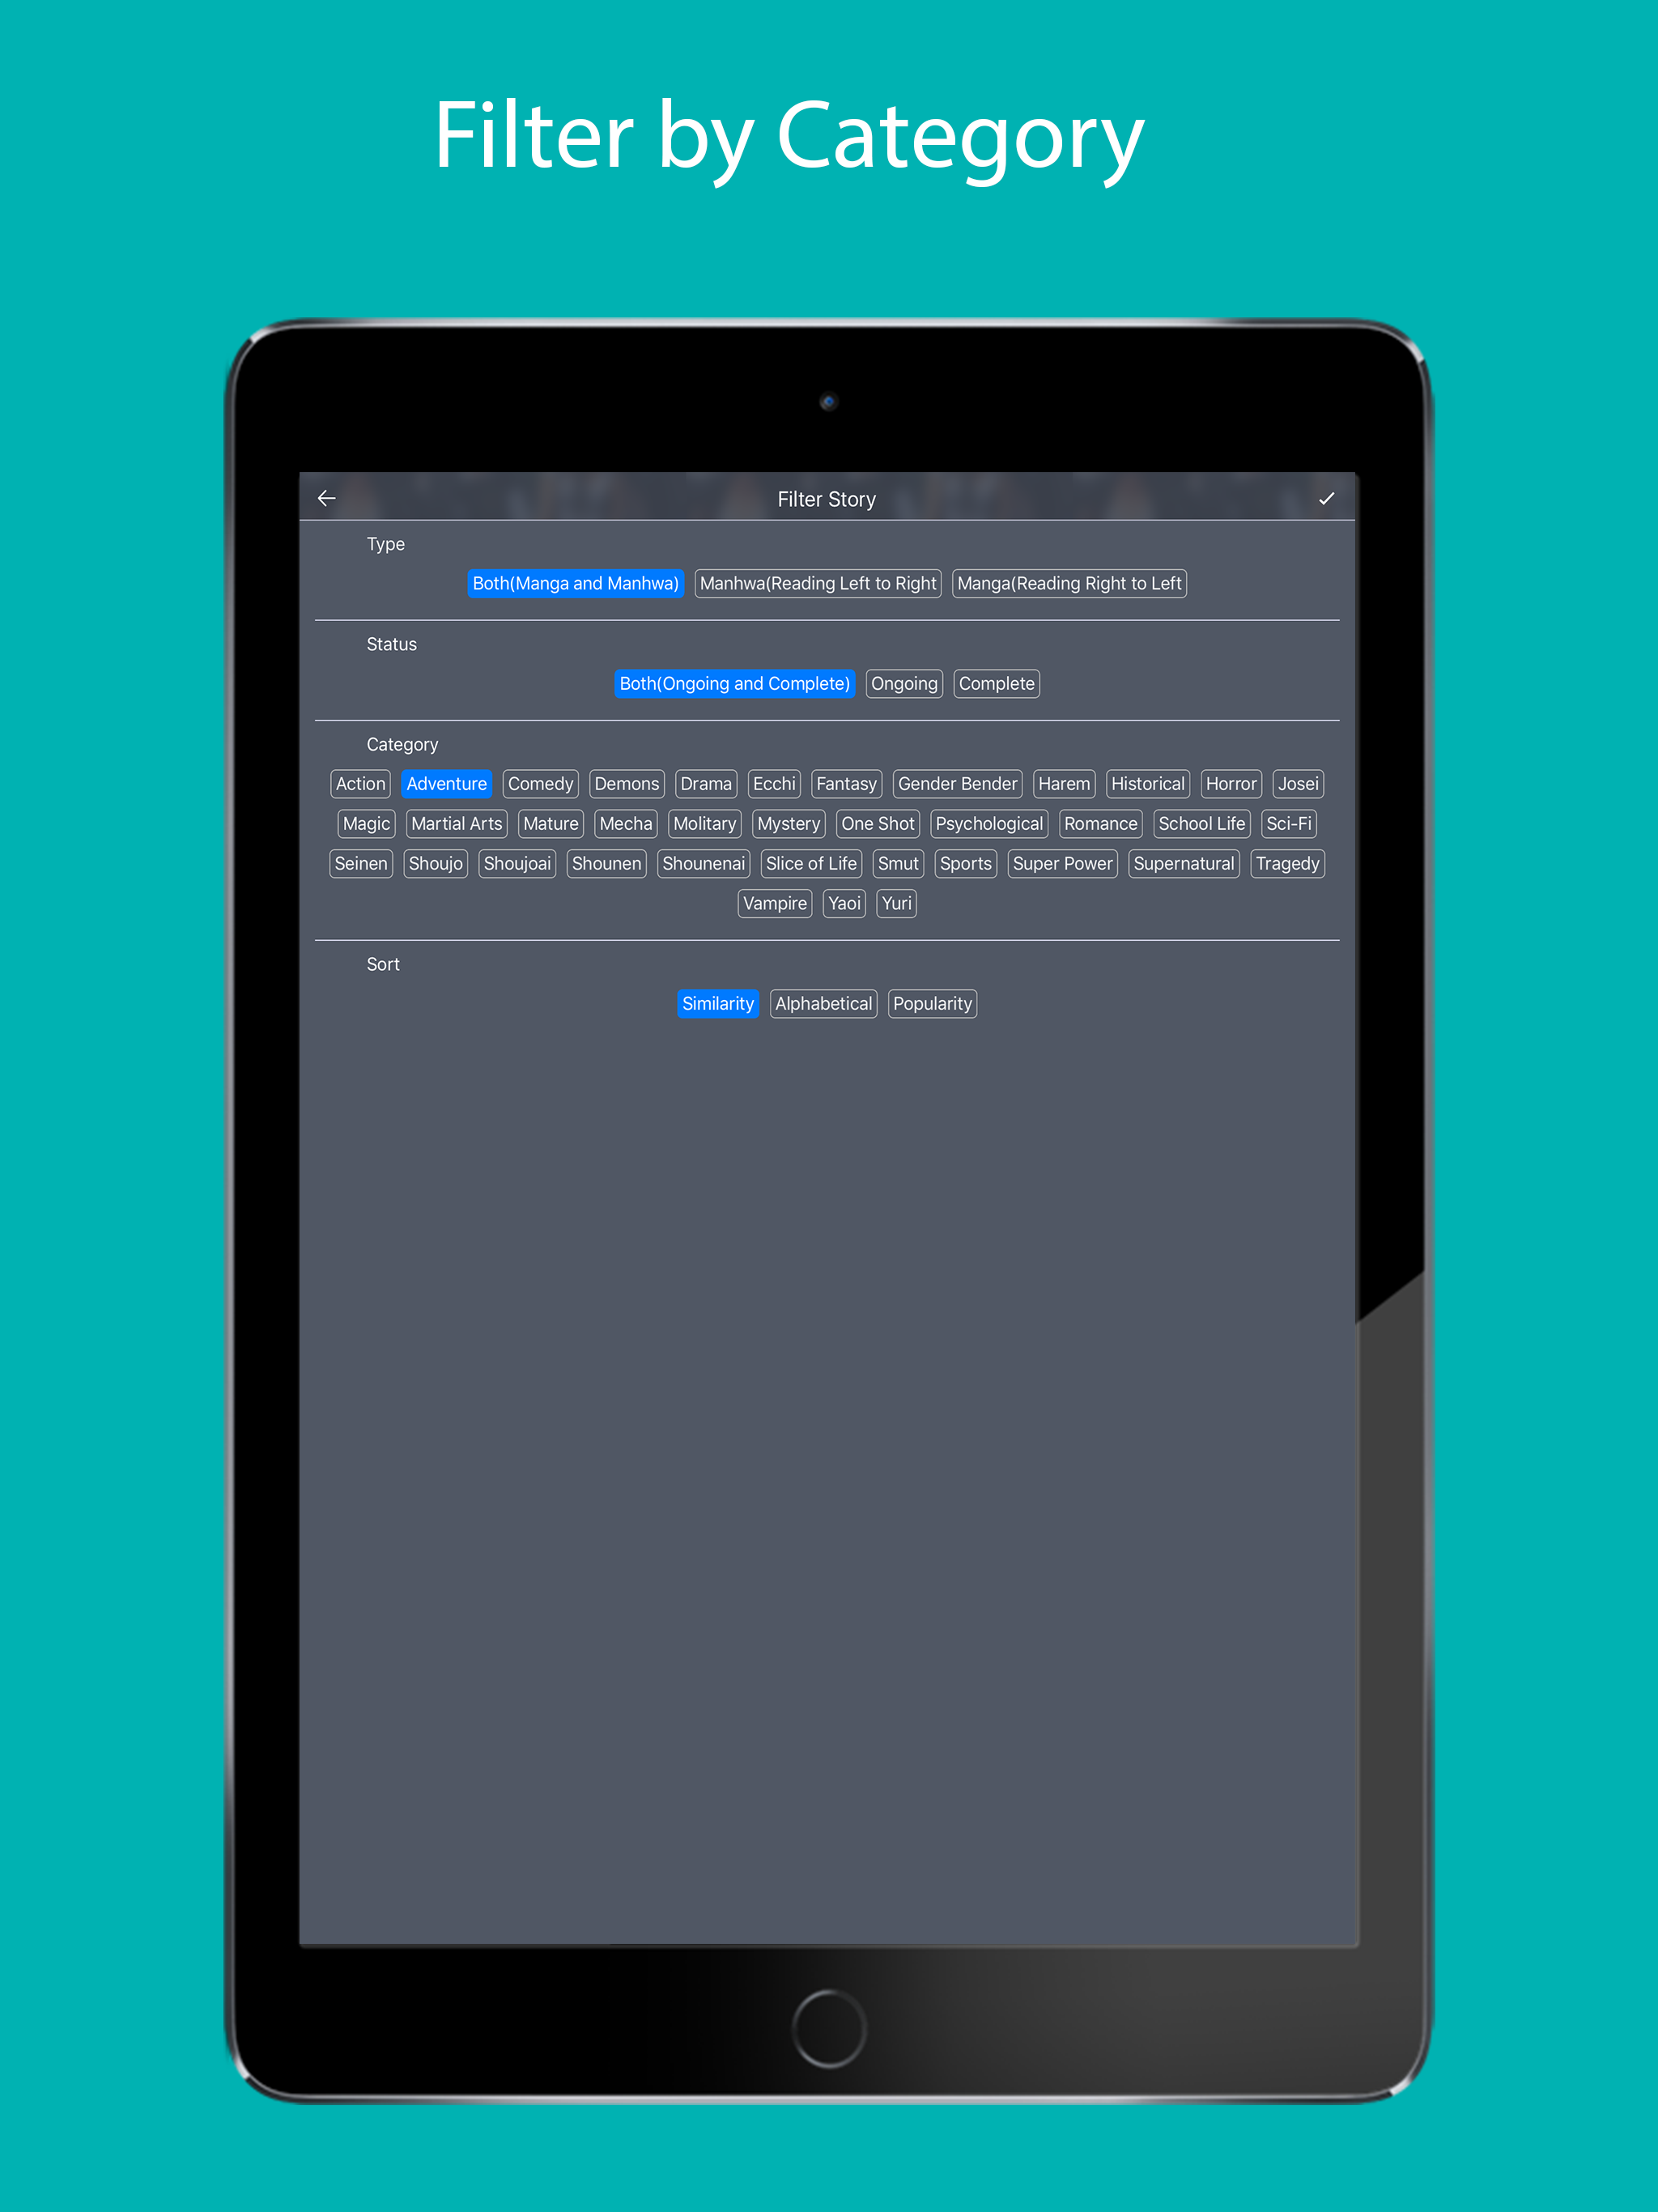 Filter by Category
Filter Story
Type
Both(Manga and Manhwa) Manhwa(Reading Left to Right Manga(Reading Right to Left
Status
Both(Ongoing and Complete) Ongoing Complete
Category
Action Adventure Comedy Demons Drama Ecchi Fantasy Gender Bender Harem Historical Horror Josei
Magic Martial Arts Mature Mecha Molitary Mystery One Shot Psychological Romance School Life Sci-Fi
Seinen Shoujo Shoujoai Shounen Shounenai Slice of Life Smut Sports Super Power Supernatural Tragedy
Vampire Yaoi Yuri
Sort
Similarity Alphabetical Popularity